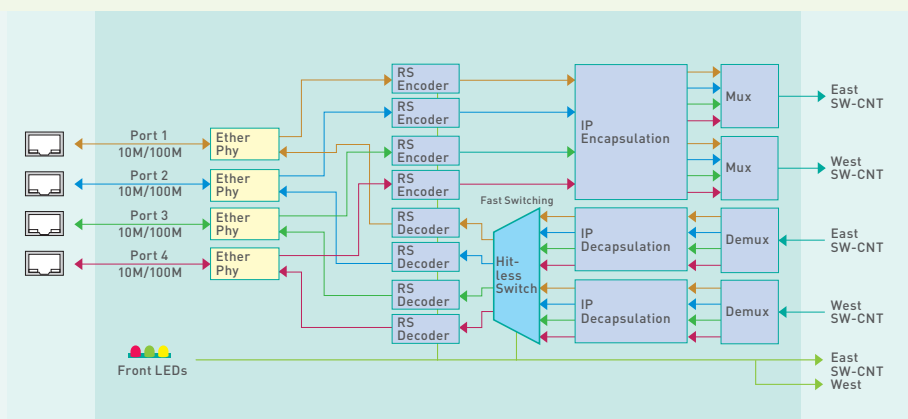 Port 1
10M/100M
Port 2
10M/100M
Port 3
10M/100M
Port 4
10M/100M
Ether
Phy
Ether
Phy
Ether
Phy
Ether
Phy
RS
Encoder
RS
Encoder
RS
Encoder
RS
Encoder
RS
Decoder
RS
Decoder
RS
Decoder
RS
Decoder
Fast Switching
Hit-
less
Switch
IP
Encapsulation
IP
Decapsulation
IP
Decapsulation
Mux
Mux
Demux
Demux
East
SW-CNT
West
SW-CNT
East
SW-CNT
West
SW-CNT
East
SW-CNT
West
Front LEDs